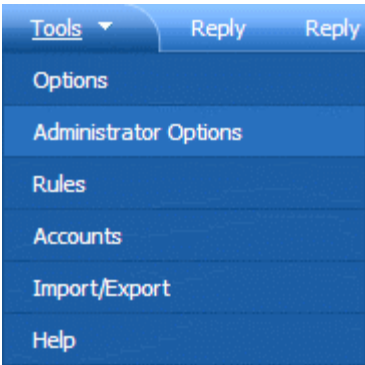 Tools Reply Reply
Options
Administrator Options
Rules
Accounts
Import/Export
Help